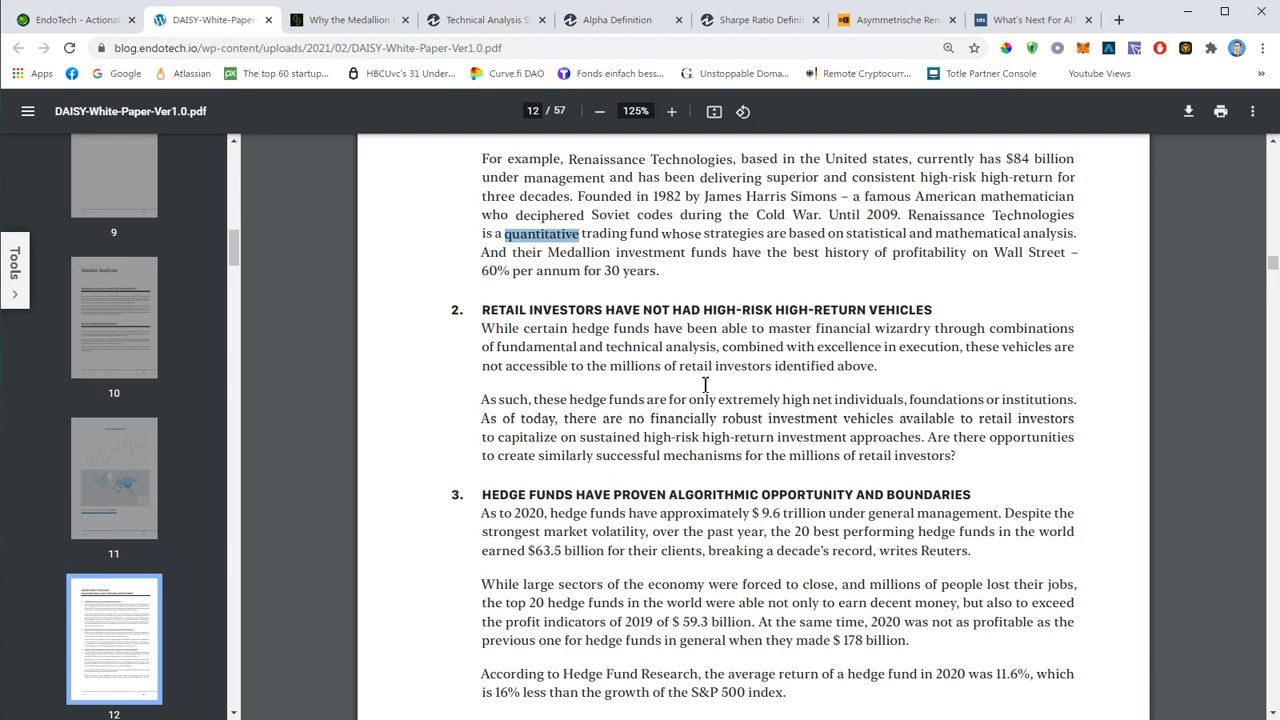 EndoTech - Actional
DAISY-White-Paper-
Why the Medallion I
Technical Analysis S
Alpha Definition
Sharpe Ratio Definit
Asymmetrische Ren
What's Next For AI?
blog.endotech.io/wp-content/uploads/2021/02/DAISY-White-Paper-Ver1.0.pdf
Apps
Google
Atlassian
The top 60 startup...
HBCUvc's 31 Under...
Curve.fi DAO
Fonds einfach bess...
Unstoppable Doma...
Remote Cryptocurr...
Totle Partner Console
Youtube Views
»
DAISY-White-Paper-Ver1.0.pdf
12 / 57
125%
9
10
11
12
Tools
For example, Renaissance Technologies, based in the United states, currently has $84 billion
under management and has been delivering superior and consistent high-risk high-return for
three decades. Founded in 1982 by James Harris Simons – a famous American mathematician
who deciphered Soviet codes during the Cold War. Until 2009. Renaissance Technologies
is a quantitative trading fund whose strategies are based on statistical and mathematical analysis.
And their Medallion investment funds have the best history of profitability on Wall Street –
60% per annum for 30 years.
2. RETAIL INVESTORS HAVE NOT HAD HIGH-RISK HIGH-RETURN VEHICLES
While certain hedge funds have been able to master financial wizardry through combinations
of fundamental and technical analysis, combined with excellence in execution, these vehicles are
not accessible to the millions of retail investors identified above.
As such, these hedge funds are for only extremely high net individuals, foundations or institutions.
As of today, there are no financially robust investment vehicles available to retail investors
to capitalize on sustained high-risk high-return investment approaches. Are there opportunities
to create similarly successful mechanisms for the millions of retail investors?
3. HEDGE FUNDS HAVE PROVEN ALGORITHMIC OPPORTUNITY AND BOUNDARIES
As to 2020, hedge funds have approximately $ 9.6 trillion under general management. Despite the
strongest market volatility, over the past year, the 20 best performing hedge funds in the world
earned $63.5 billion for their clients, breaking a decade's record, writes Reuters.
While large sectors of the economy were forced to close, and millions of people lost their jobs,
the top 20 hedge funds in the world were able not only to earn decent money, but also to exceed
the profit indicators of 2019 of $ 59.3 billion. At the same time, 2020 was not as profitable as the
previous one for hedge funds in general when they made $ 178 billion.
According to Hedge Fund Research, the average return of a hedge fund in 2020 was 11.6%, which
is 16% less than the growth of the S&P 500 index.